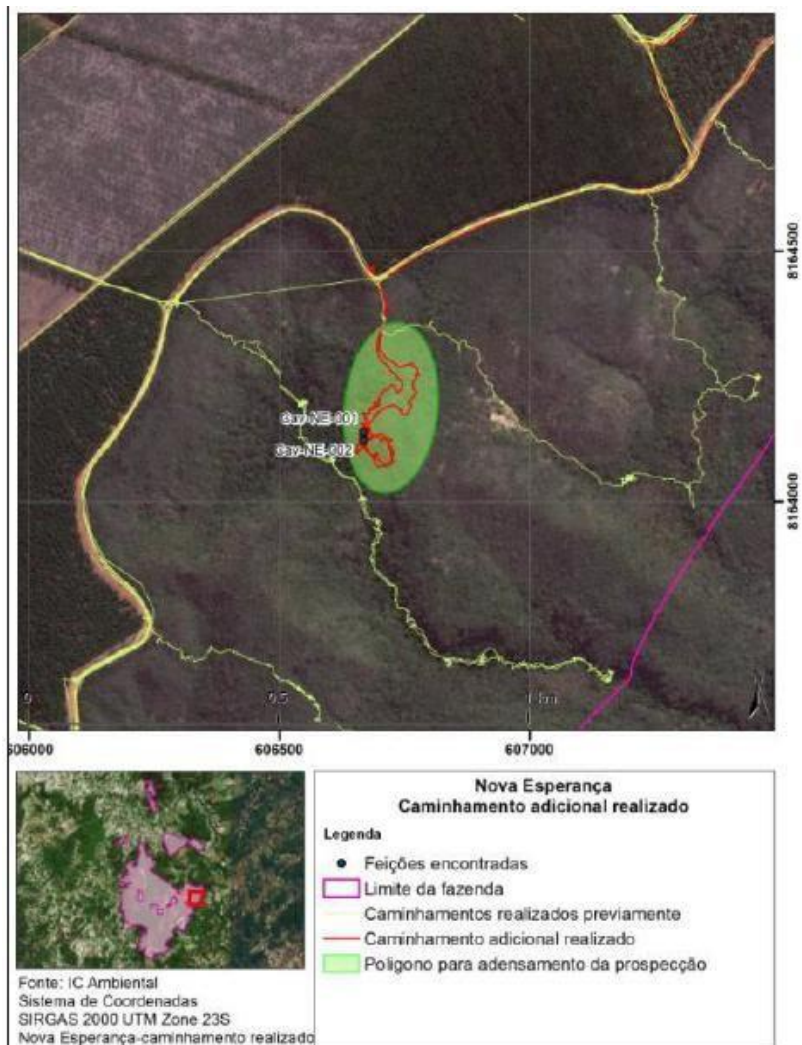 8164500
Cav-NE-001
Cav-NE-002
8164000
0 0.5 1 km
606000 606500 607000
Nova Esperança
Caminhamento adicional realizado
Legenda
Feições encontradas
Limite da fazenda
Caminhamentos realizados previamente
Caminhamento adicional realizado
Polígono para adensamento da prospecção
Fonte: IC Ambiental
Sistema de Coordenadas
SIRGAS 2000 UTM Zone 23S
Nova Esperança-caminhamento realizado